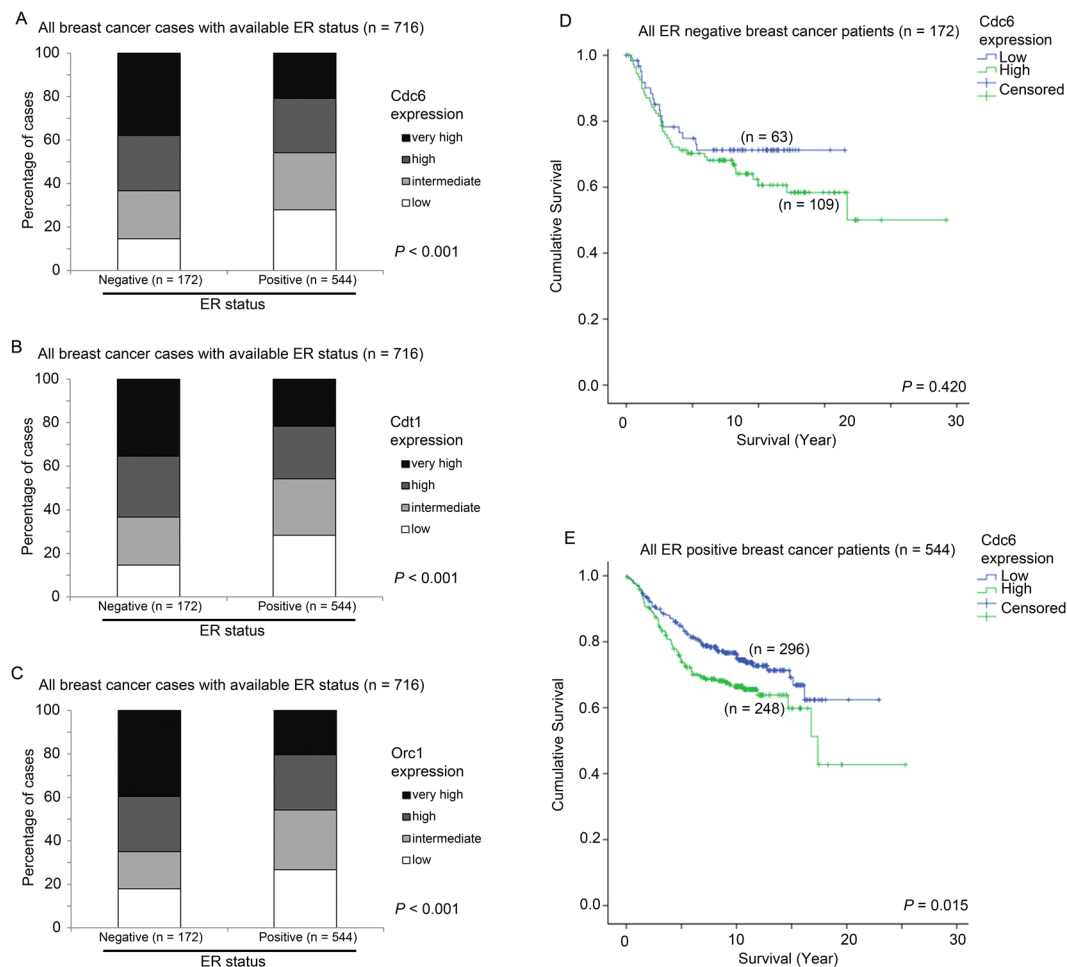 A
All breast cancer cases with available ER status (n = 716)
Percentage of cases
100
80
60
40
20
0
Negative (n = 172)
Positive (n = 544)
ER status
Cdc6
expression
very high
high
intermediate
low
P < 0.001
B
All breast cancer cases with available ER status (n = 716)
Percentage of cases
100
80
60
40
20
0
Negative (n = 172)
Positive (n = 544)
ER status
Cdt1
expression
very high
high
intermediate
low
P < 0.001
C
All breast cancer cases with available ER status (n = 716)
Percentage of cases
100
80
60
40
20
0
Negative (n = 172)
Positive (n = 544)
ER status
Orc1
expression
very high
high
intermediate
low
P < 0.001
D
All ER negative breast cancer patients (n = 172)
Cdc6
expression
Low
High
Censored
Cumulative Survival
1.0
0.8
0.6
0.4
0.2
0.0
(n = 63)
(n = 109)
P = 0.420
0
10
20
30
Survival (Year)
E
All ER positive breast cancer patients (n = 544)
Cdc6
expression
Low
High
Censored
Cumulative Survival
1.0
0.8
0.6
0.4
0.2
0.0
(n = 296)
(n = 248)
P = 0.015
0
10
20
30
Survival (Year)